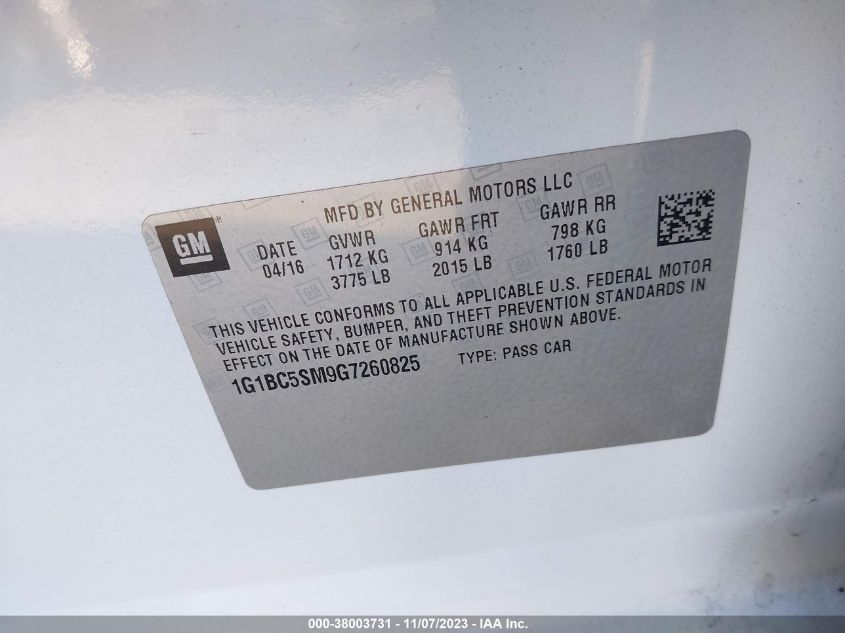 MFD BY GENERAL MOTORS LLC
GM
DATE GVWR GAWR FRT GAWR RR
04/16 1712 KG 914 KG 798 KG
3775 LB 2015 LB 1760 LB
THIS VEHICLE CONFORMS TO ALL APPLICABLE U.S. FEDERAL MOTOR
VEHICLE SAFETY, BUMPER, AND THEFT PREVENTION STANDARDS IN
EFFECT ON THE DATE OF MANUFACTURE SHOWN ABOVE.
1G1BC5SM9G7260825 TYPE: PASS CAR
000-38003731 - 11/07/2023 - IAA Inc.